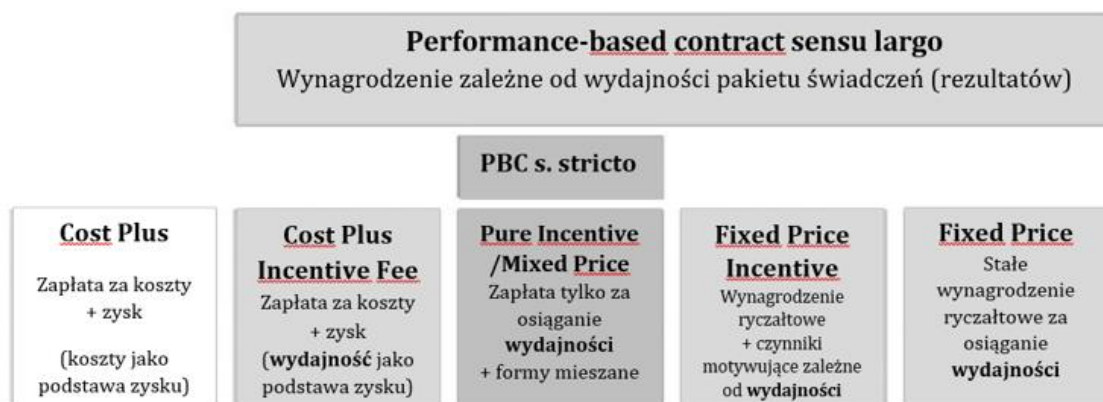 Performance-based contract sensu largo
Wynagrodzenie zależne od wydajności pakietu świadczeń (rezultatów)
PBC s. stricto
Cost Plus
Zapłata za koszty
+ zysk
(koszty jako
podstawa zysku)
Cost Plus
Incentive Fee
Zapłata za koszty
+ zysk
(wydajność jako
podstawa zysku)
Pure Incentive
/Mixed Price
Zapłata tylko za
osiąganie
wydajności
+ formy mieszane
Fixed Price
Incentive
Wynagrodzenie
ryczałtowe
+ czynniki
motywujące zależne
od wydajności
Fixed Price
Stałe
wynagrodzenie
ryczałtowe za
osiąganie
wydajności